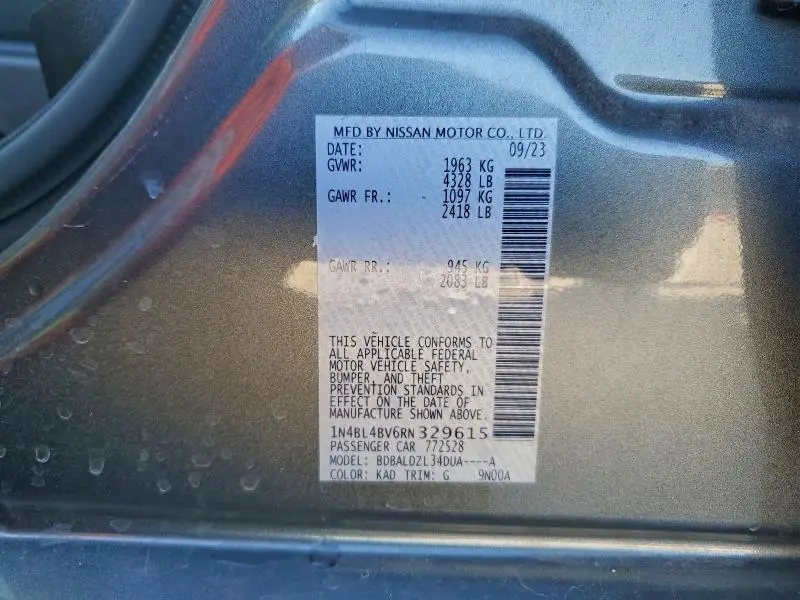 MFD BY NISSAN MOTOR CO., LTD.
DATE: 09/23
GVWR: 1963 KG
4328 LB
GAWR FR.: 1097 KG
2418 LB
GAWR RR.: 945 KG
2083 LB
THIS VEHICLE CONFORMS TO
ALL APPLICABLE FEDERAL
MOTOR VEHICLE SAFETY,
BUMPER, AND THEFT
PREVENTION STANDARDS IN
EFFECT ON THE DATE OF
MANUFACTURE SHOWN ABOVE.
1N4BL4BV6RN329615
PASSENGER CAR 772528
MODEL: BDBALDZL34DUA----A
COLOR: KAD TRIM: G 9N00A